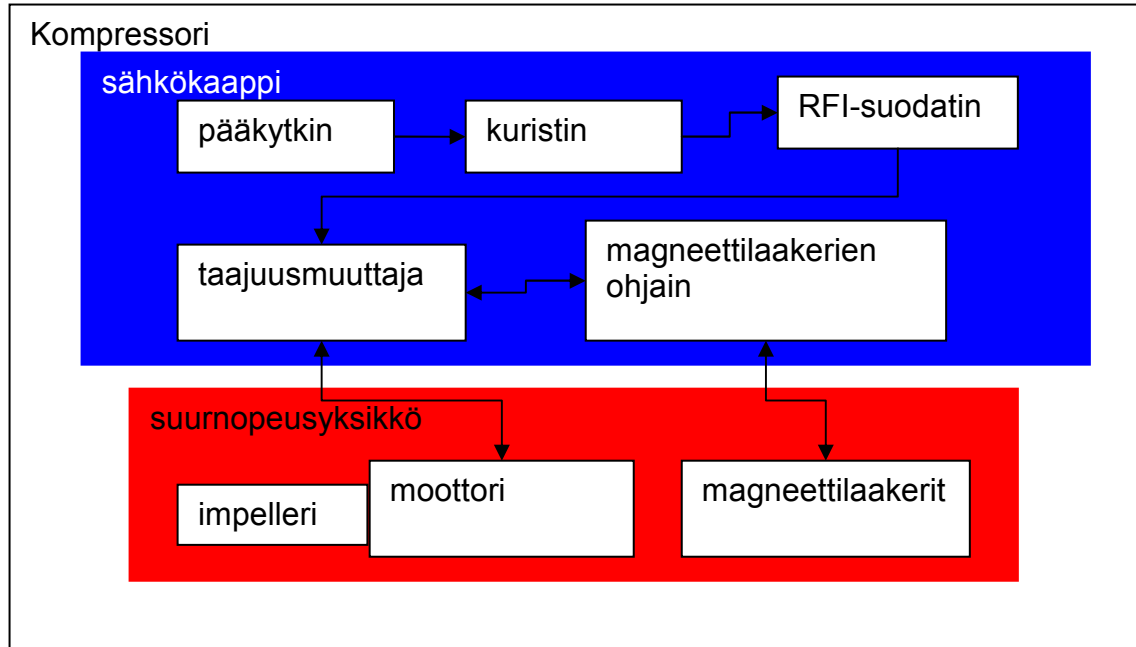 Kompressori
sähkökaappi
pääkytkin
kuristin
RFI-suodatin
taajuusmuuttaja
magneettilaakerien
ohjain
suurnopeusyksikkö
impelleri
moottori
magneettilaakerit